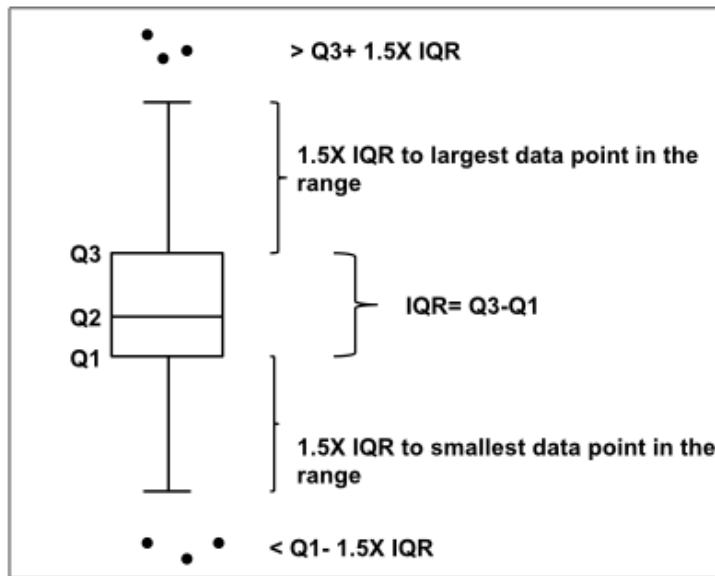 > Q3+ 1.5X IQR
1.5X IQR to largest data point in the
range
Q3
IQR= Q3-Q1
Q2
Q1
1.5X IQR to smallest data point in the
range
< Q1- 1.5X IQR